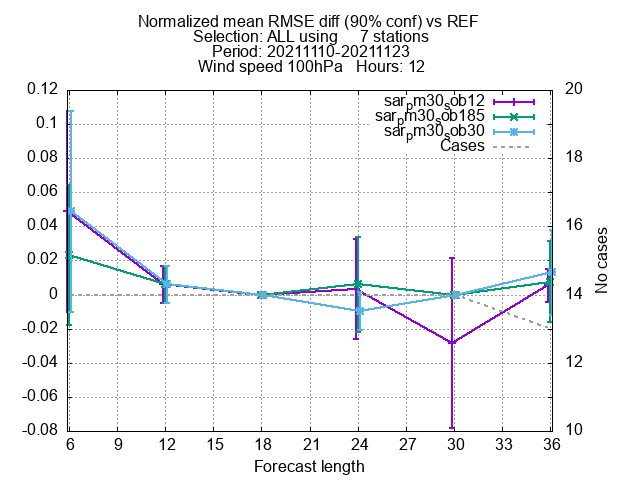 Normalized mean RMSE diff (90% conf) vs REF
Selection: ALL using 7 stations
Period: 20211110-20211123
Wind speed 100hPa Hours: 12
0.12
0.1
0.08
0.06
0.04
0.02
0
-0.02
-0.04
-0.06
-0.08
20
18
16
14
12
10
No cases
sarpm30sob12
sarpm30sob185
sarpm30sob30
Cases
6 9 12 15 18 21 24 27 30 33 36
Forecast length